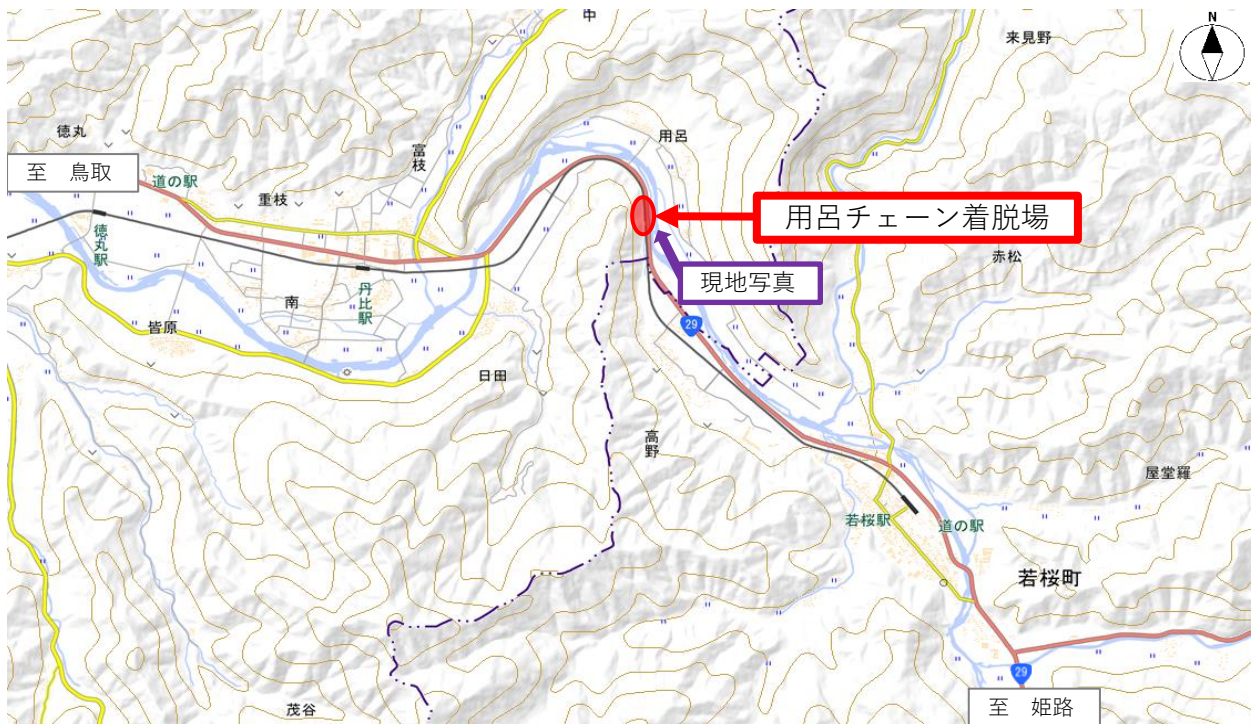 中
来見野
N
徳丸
用呂
富枝
至 鳥取
道の駅
重枝
用呂チェーン着脱場
徳丸駅
赤松
現地写真
丹比駅
南
29
皆原
日田
高野
屋堂羅
若桜駅
道の駅
若桜町
29
茂谷
至 姫路